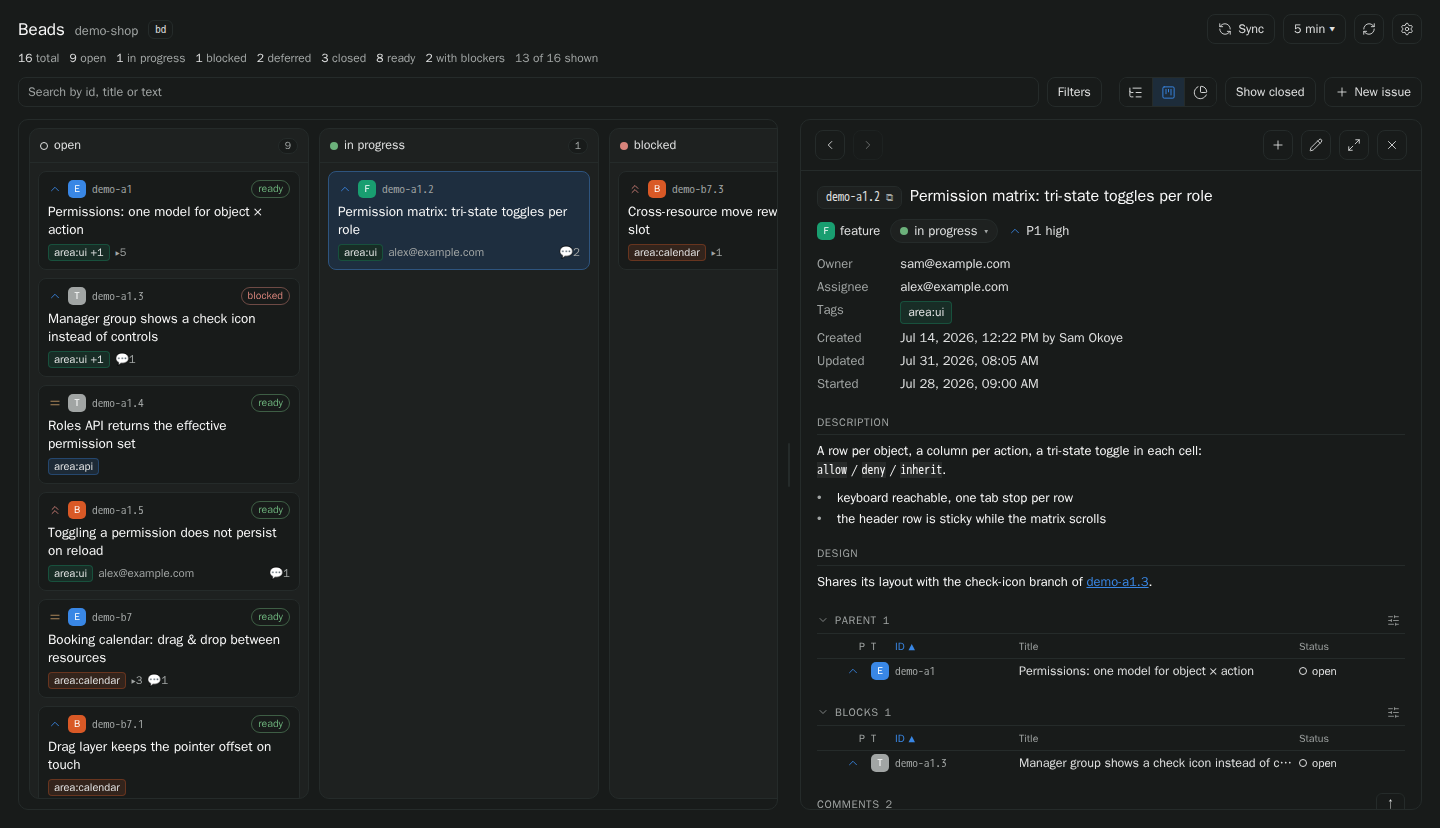 Beads demo-shop bd
Sync 5 min ▾
16 total 9 open 1 in progress 1 blocked 2 deferred 3 closed 8 ready 2 with blockers 13 of 16 shown
Search by id, title or text
Filters
Show closed
+ New issue
open 9
E demo-a1 ready
Permissions: one model for object ×
action
area:ui +1 ▸5
T demo-a1.3 blocked
Manager group shows a check icon
instead of controls
area:ui +1 💬1
T demo-a1.4 ready
Roles API returns the effective
permission set
area:api
B demo-a1.5 ready
Toggling a permission does not persist
on reload
area:ui alex@example.com 💬1
E demo-b7 ready
Booking calendar: drag & drop between
resources
area:calendar ▸3 💬1
B demo-b7.1 ready
Drag layer keeps the pointer offset on
touch
area:calendar
in progress 1
F demo-a1.2
Permission matrix: tri-state toggles per
role
area:ui alex@example.com 💬2
blocked
B demo-b7.3
Cross-resource move rew
slot
area:calendar ▸1
demo-a1.2 Permission matrix: tri-state toggles per role
F feature in progress ▾ P1 high
Owner sam@example.com
Assignee alex@example.com
Tags area:ui
Created Jul 14, 2026, 12:22 PM by Sam Okoye
Updated Jul 31, 2026, 08:05 AM
Started Jul 28, 2026, 09:00 AM
DESCRIPTION
A row per object, a column per action, a tri-state toggle in each cell:
allow / deny / inherit.
• keyboard reachable, one tab stop per row
• the header row is sticky while the matrix scrolls
DESIGN
Shares its layout with the check-icon branch of demo-a1.3.
PARENT 1
P T ID ▲ Title Status
E demo-a1 Permissions: one model for object × action open
BLOCKS 1
P T ID ▲ Title Status
T demo-a1.3 Manager group shows a check icon instead of c··· open
COMMENTS 2